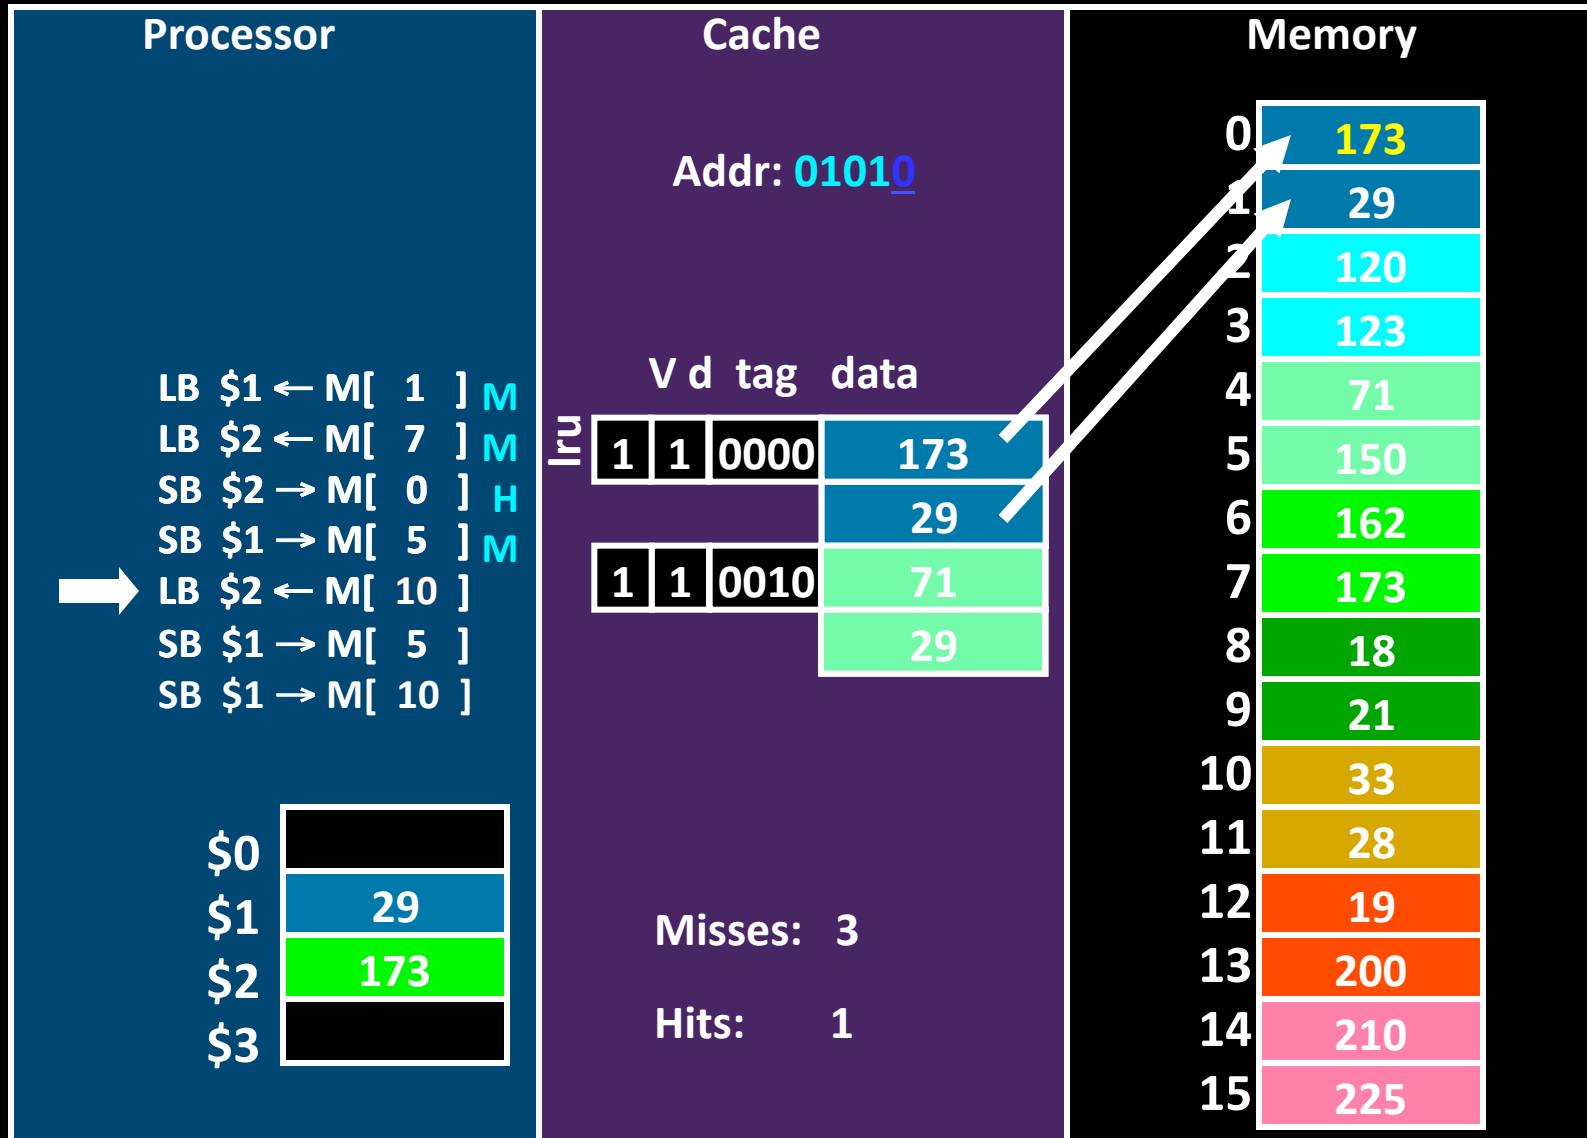 Processor
LB $1 ← M[ 1 ] M
LB $2 ← M[ 7 ] M
SB $2 → M[ 0 ] H
SB $1 → M[ 5 ] M
LB $2 ← M[ 10 ]
SB $1 → M[ 5 ]
SB $1 → M[ 10 ]
$0
$1 29
$2 173
$3
Cache
Addr: 01010
V d tag data
lru 1 1 0000 173
29
1 1 0010 71
29
Misses: 3
Hits: 1
Memory
0 173
1 29
2 120
3 123
4 71
5 150
6 162
7 173
8 18
9 21
10 33
11 28
12 19
13 200
14 210
15 225